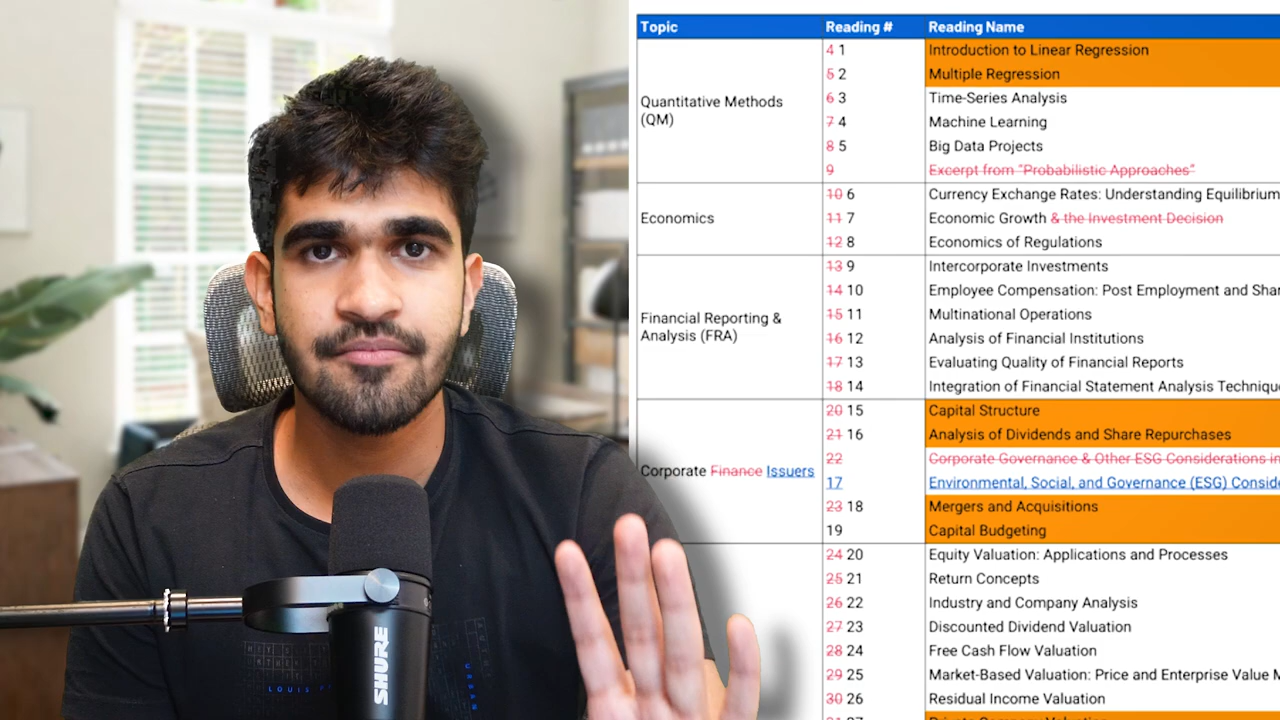 Topic Reading # Reading Name
Quantitative Methods (QM)
4 1 Introduction to Linear Regression
5 2 Multiple Regression
6 3 Time-Series Analysis
7 4 Machine Learning
8 5 Big Data Projects
9 Excerpt from “Probabilistic Approaches”
Economics
10 6 Currency Exchange Rates: Understanding Equilibrium
11 7 Economic Growth & the Investment Decision
12 8 Economics of Regulations
Financial Reporting &
Analysis (FRA)
13 9 Intercorporate Investments
14 10 Employee Compensation: Post Employment and Shar
15 11 Multinational Operations
16 12 Analysis of Financial Institutions
17 13 Evaluating Quality of Financial Reports
18 14 Integration of Financial Statement Analysis Technique
Corporate Finance Issuers
20 15 Capital Structure
21 16 Analysis of Dividends and Share Repurchases
22 Corporate Governance & Other ESG Considerations in
17 Environmental, Social, and Governance (ESG) Conside
23 18 Mergers and Acquisitions
19 Capital Budgeting
24 20 Equity Valuation: Applications and Processes
25 21 Return Concepts
26 22 Industry and Company Analysis
27 23 Discounted Dividend Valuation
28 24 Free Cash Flow Valuation
29 25 Market-Based Valuation: Price and Enterprise Value M
30 26 Residual Income Valuation
SHURE